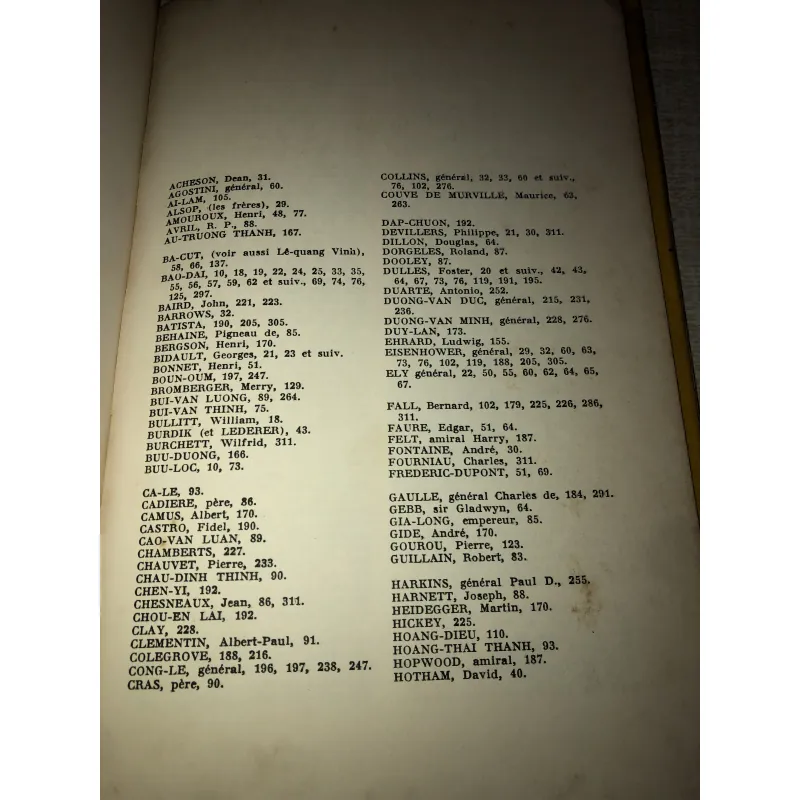 ACHESON, Dean, 31.
AGOSTINI, général, 60.
AI-LAM, 105.
ALSOP, (les frères), 29.
AMOUROUX, Henri, 48, 77.
AVRIL, R. P., 88.
AU-TRUONG THANH, 167.
BA-CUT, (voir aussi Lê-quang Vinh),
58, 66, 137.
BAO-DAI, 10, 18, 19, 22, 24, 25, 33, 35,
55, 56, 57, 59, 62 et suiv., 69, 74, 76,
125, 297.
BAIRD, John, 221, 223.
BARROWS, 32.
BATISTA, 190, 205, 305.
BEHAINE, Pigneau de, 85.
BERGSON, Henri, 170.
BIDAULT, Georges, 21, 23 et suiv.
BONNET, Henri, 51.
BOUN-OUM, 197, 247.
BROMBERGER, Merry, 129.
BUI-VAN LUONG, 89, 264.
BUI-VAN THINH, 75.
BULLITT, William, 18.
BURDIK (et LEDERER), 43.
BURCHETT, Wilfrid, 311.
BUU-DUONG, 166.
BUU-LOC, 10, 73.
CA-LE, 93.
CADIERE, père, 86.
CAMUS, Albert, 170.
CASTRO, Fidel, 190.
CAO-VAN LUAN, 89.
CHAMBERTS, 227.
CHAUVET, Pierre, 233.
CHAU-DINH THINH, 90.
CHEN-YI, 192.
CHESNEAUX, Jean, 86, 311.
CHOU-EN LAI, 192.
CLAY, 228.
CLEMENTIN, Albert-Paul, 91.
COLEGROVE, 188, 216.
CONG-LE, général, 196, 197, 238, 247.
CRAS, père, 90.
COLLINS, général, 32, 33, 60 et suiv.,
76, 102, 276.
COUVE DE MURVILLE, Maurice, 63,
263.
DAP-CHUON, 192.
DEVILLERS, Philippe, 21, 30, 311.
DILLON, Douglas, 64.
DORGELES, Roland, 87.
DOOLEY, 87.
DULLES, Foster, 20 et suiv., 42, 43,
64, 67, 73, 76, 119, 191, 195.
DUARTE, Antonio, 252.
DUONG-VAN DUC, général, 215, 231,
236.
DUONG-VAN MINH, général, 228, 276.
DUY-LAN, 173.
EHRARD, Ludwig, 155.
EISENHOWER, général, 29, 32, 60, 63,
73, 76, 102, 119, 188, 205, 305.
ELY général, 22, 50, 55, 60, 62, 64, 65,
67.
FALL, Bernard, 102, 179, 225, 226, 286,
311.
FAURE, Edgar, 51, 64.
FELT, amiral Harry, 187.
FONTAINE, André, 30.
FOURNIAU, Charles, 311.
FREDERIC-DUPONT, 51, 69.
GAULLE, général Charles de, 184, 291.
GEBB, sir Gladwyn, 64.
GIA-LONG, empereur, 85.
GIDE, André, 170.
GOUROU, Pierre, 123.
GUILLAIN, Robert, 83.
HARKINS, général Paul D., 255.
HARNETT, Joseph, 88.
HEIDEGGER, Martin, 170.
HICKEY, 225.
HOANG-DIEU, 110.
HOANG-THAI THANH, 93.
HOPWOOD, amiral, 187.
HOTHAM, David, 40.